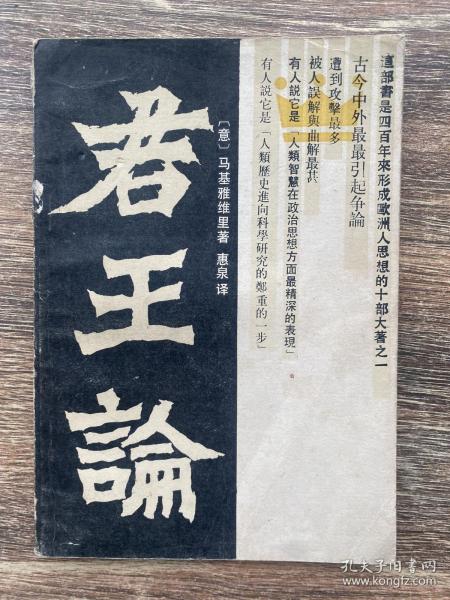 這部書是四百年來形成歐洲人思想的十部大著之一
古今中外最最引起争論
遭到攻擊最多
被人誤解與曲解最甚
有人説它是「人類智慧在政治思想方面最精深的表現」
有人説它是「人類歷史進向科學研究的鄭重的一步」
〔意〕马基雅维里著 惠泉译
君王論
孔夫子旧书网
www.kongfz.com